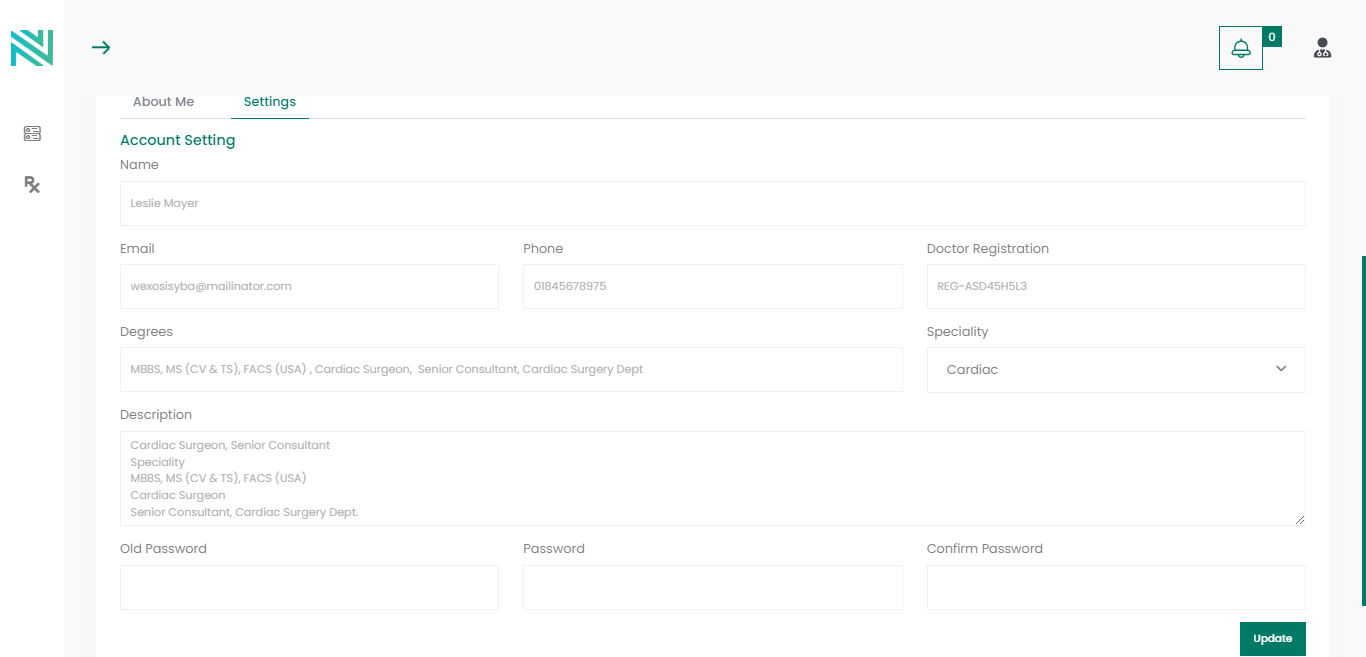 0
About Me
Settings
Account Setting
Name
Leslie Mayer
Email
Phone
Doctor Registration
wexosisyba@mailinator.com
01845678975
REG-ASD45H5L3
Degrees
Speciality
MBBS, MS (CV & TS), FACS (USA) , Cardiac Surgeon,  Senior Consultant, Cardiac Surgery Dept
Cardiac
Description
Cardiac Surgeon, Senior Consultant
Speciality
MBBS, MS (CV & TS), FACS (USA)
Cardiac Surgeon
Senior Consultant, Cardiac Surgery Dept.
Old Password
Password
Confirm Password
Update